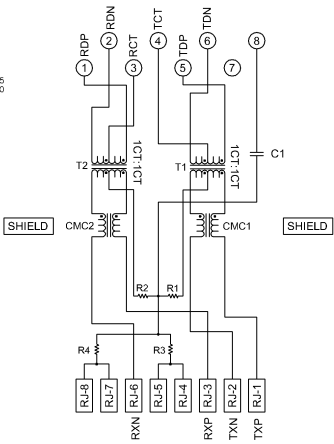 RDP
RDN
RCT
TCT
TDP
TDN
1
2
3
4
5
6
7
8
1CT:1CT
1CT:1CT
T2
T1
C1
SHIELD
CMC2
CMC1
SHIELD
R2
R1
R4
R3
RJ-8
RJ-7
RJ-6
RJ-5
RJ-4
RJ-3
RJ-2
RJ-1
RXN
RXP
TXN
TXP